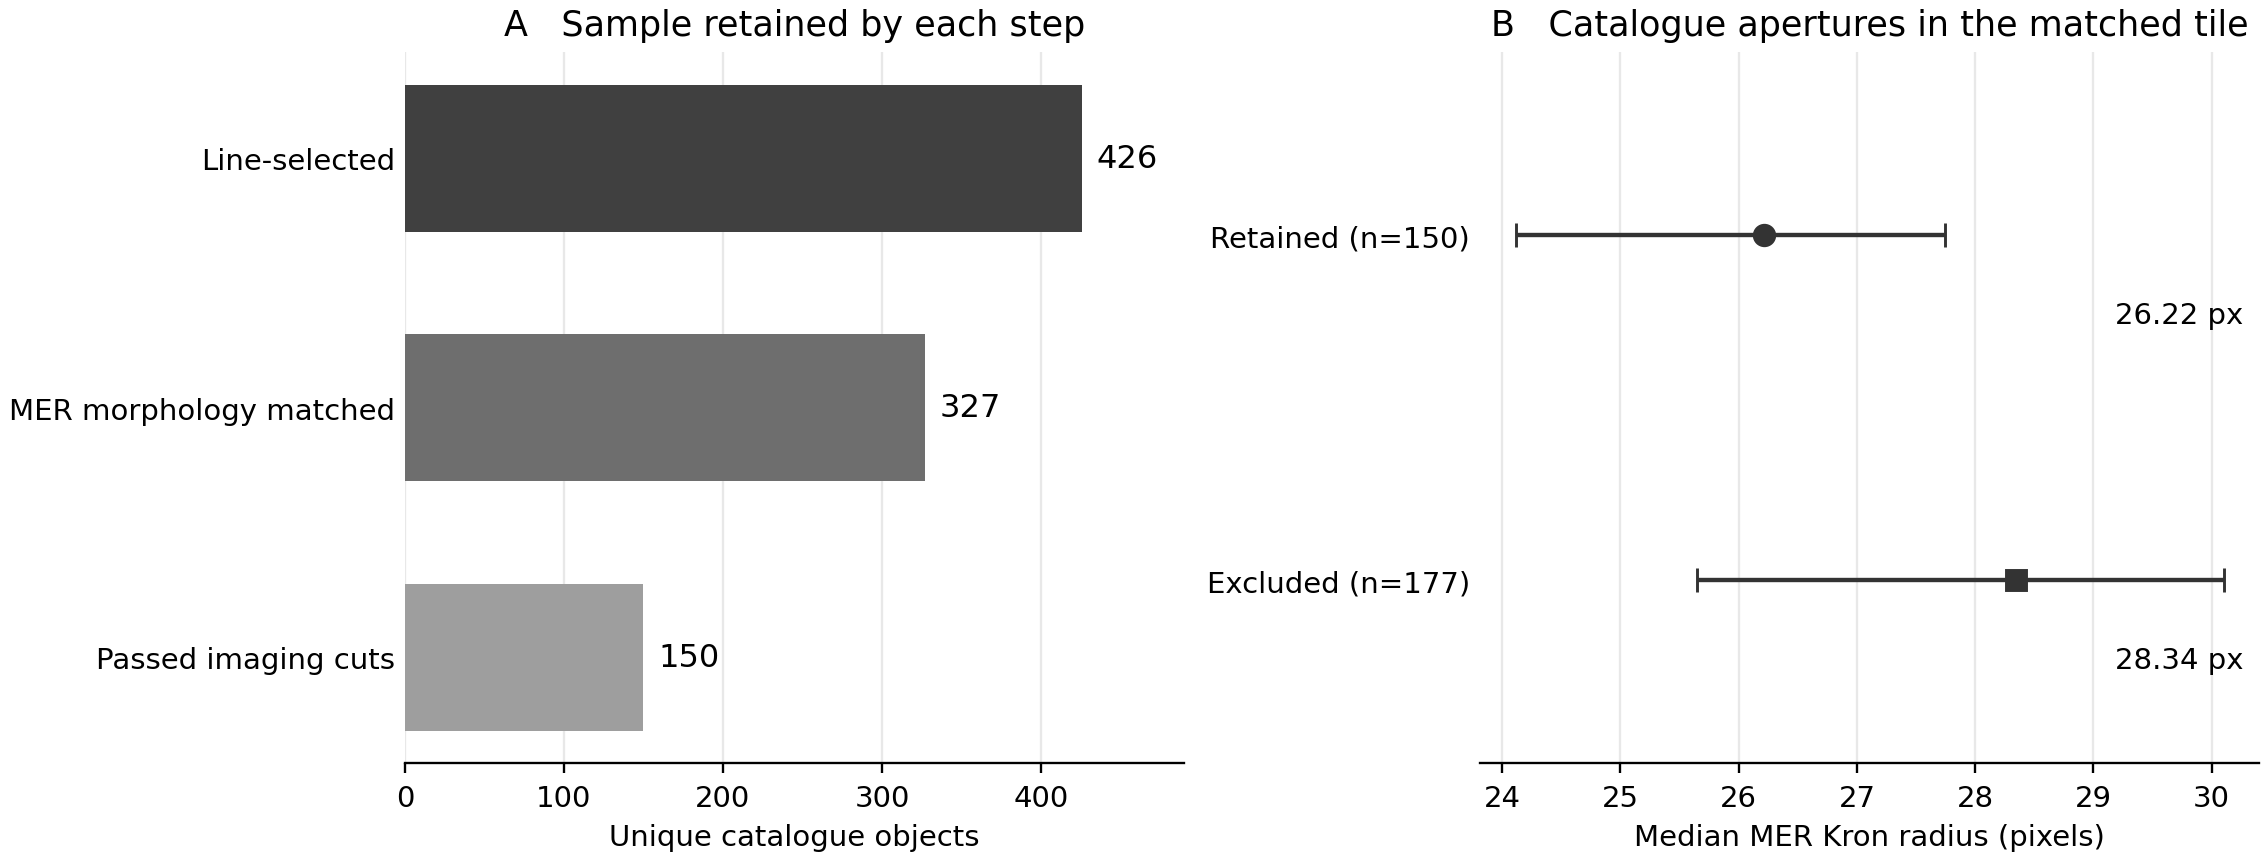 A   Sample retained by each step
Line-selected
426
MER morphology matched
327
Passed imaging cuts
150
0 100 200 300 400
Unique catalogue objects
B   Catalogue apertures in the matched tile
Retained (n=150)
26.22 px
Excluded (n=177)
28.34 px
24 25 26 27 28 29 30
Median MER Kron radius (pixels)